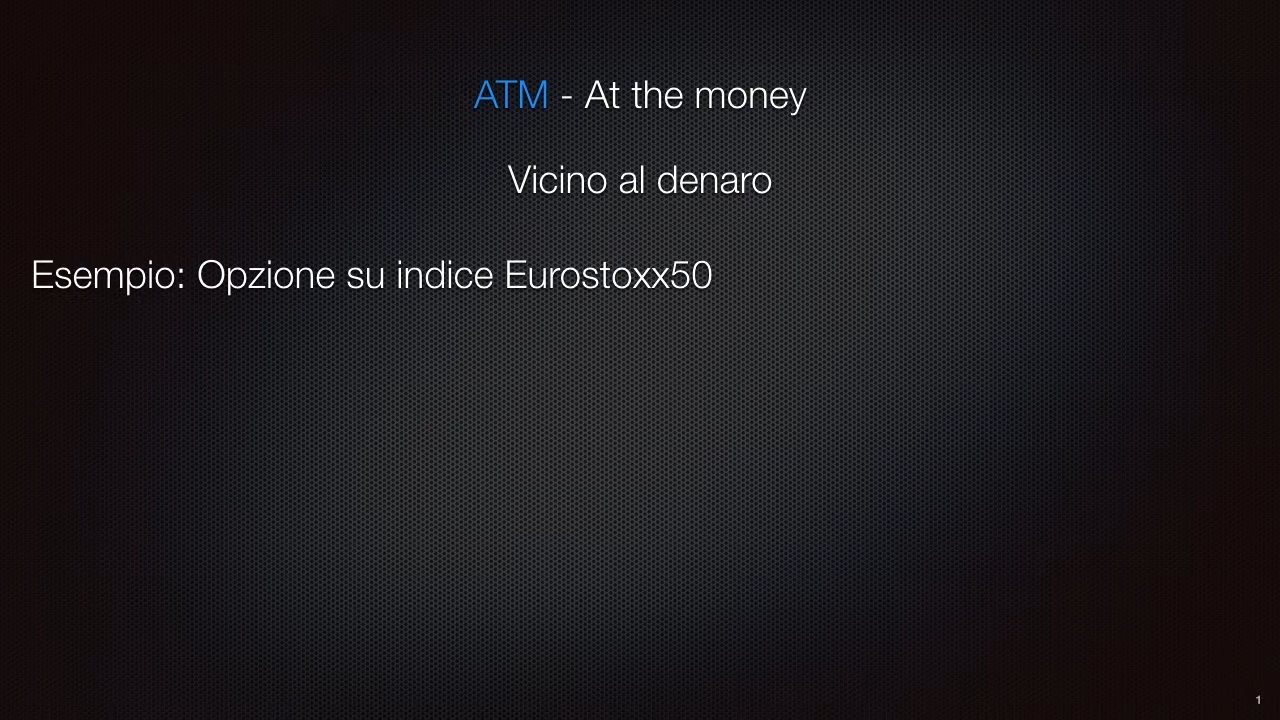 ATM - At the money
Vicino al denaro
Esempio: Opzione su indice Eurostoxx50
1